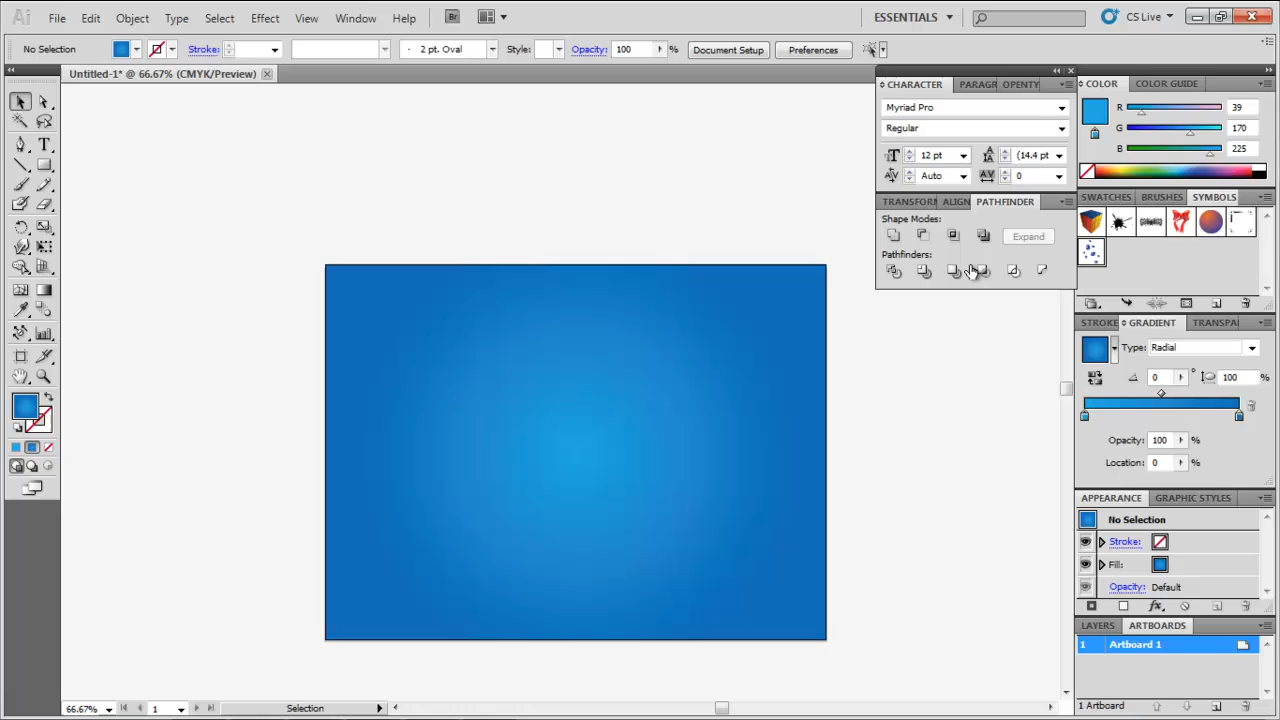 Ai File Edit Object Type Select Effect View Window Help Br ESSENTIALS CS Live
No Selection Stroke: 2 pt. Oval Style: Opacity: 100 % Document Setup Preferences
Untitled-1* @ 66.67% (CMYK/Preview)
CHARACTER PARAGR OPENTY
Myriad Pro
Regular
12 pt (14.4 pt
Auto 0
TRANSFORM ALIGN PATHFINDER
Shape Modes:
Expand
Pathfinders:
COLOR COLOR GUIDE
R 39
G 170
B 225
SWATCHES BRUSHES SYMBOLS
STROKE GRADIENT TRANSPA
Type: Radial
0 ° 100 %
Opacity: 100 %
Location: 0 %
APPEARANCE GRAPHIC STYLES
No Selection
Stroke:
Fill:
Opacity: Default
fx
LAYERS ARTBOARDS
1 Artboard 1
1 Artboard
66.67% 1 Selection